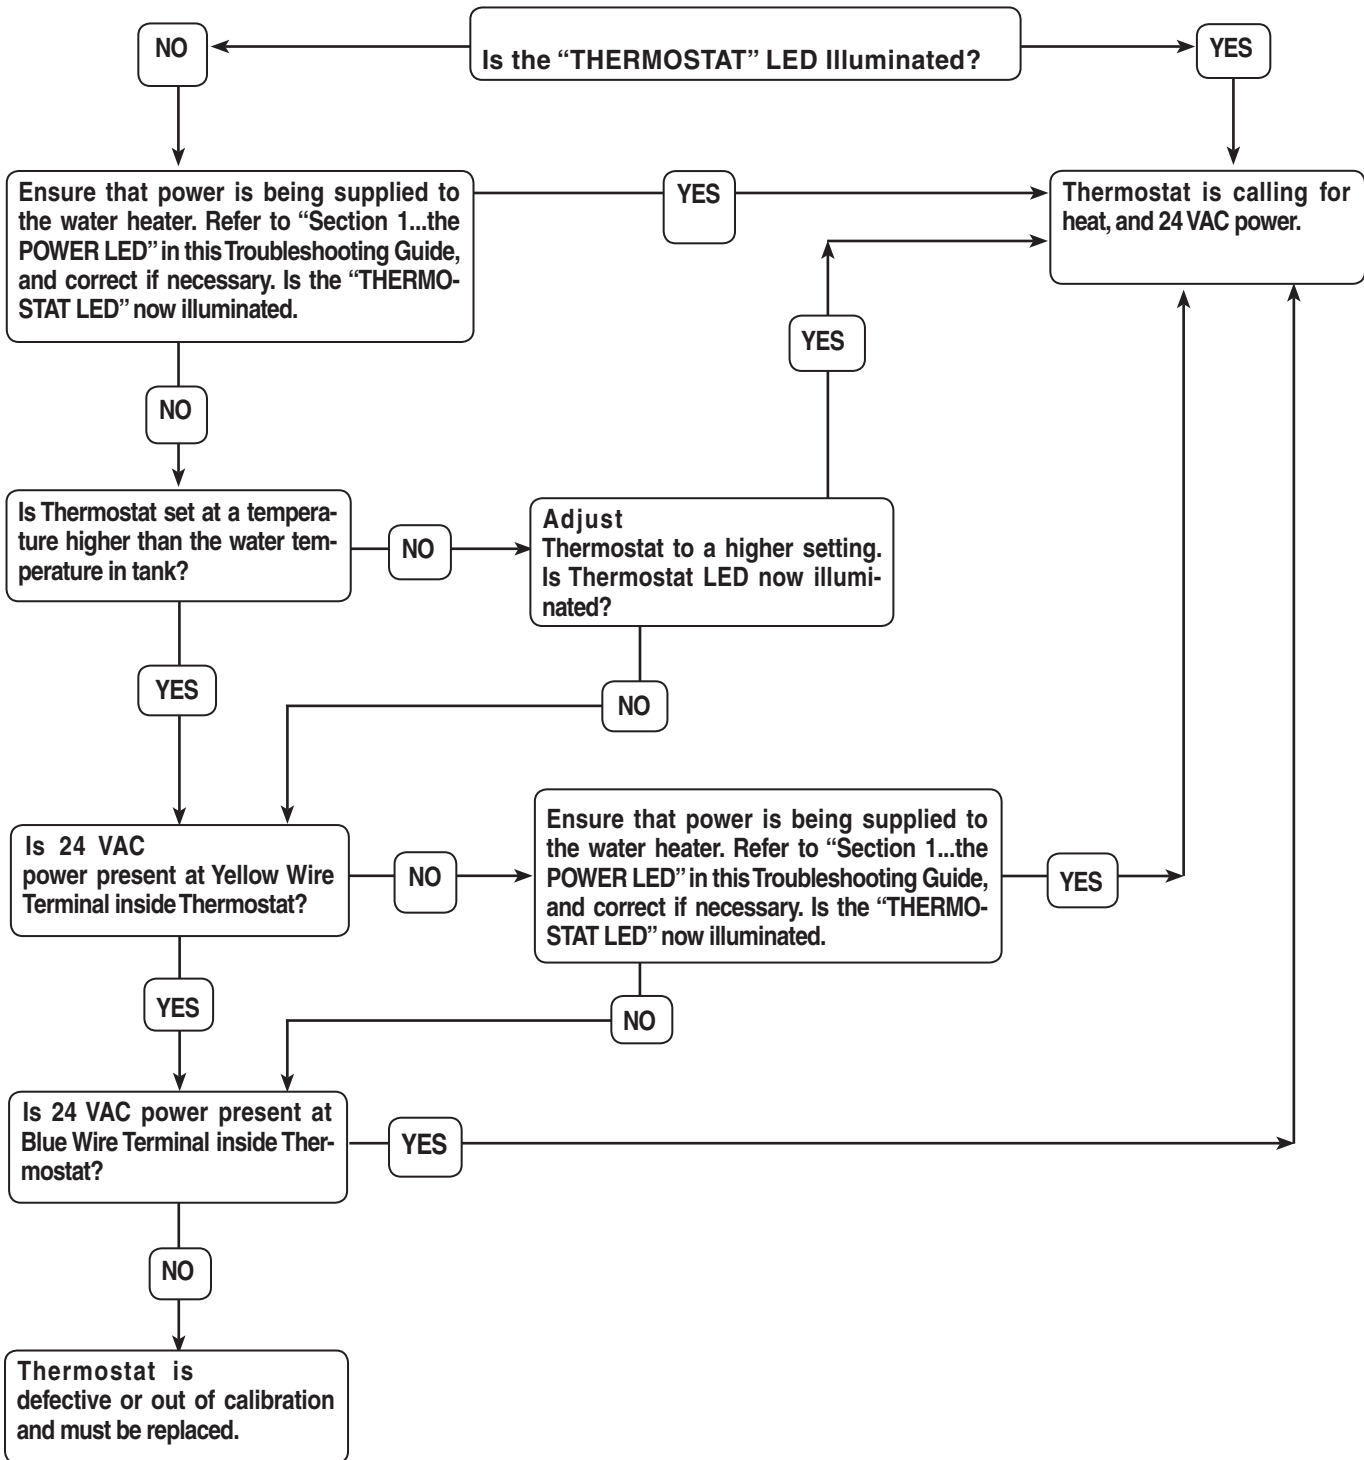 NO
Is the “THERMOSTAT” LED Illuminated?
YES
Ensure that power is being supplied to
the water heater. Refer to “Section 1...the
POWER LED” in this Troubleshooting Guide,
and correct if necessary. Is the “THERMO-
STAT LED” now illuminated.
YES
Thermostat is calling for
heat, and 24 VAC power.
YES
NO
Is Thermostat set at a tempera-
ture higher than the water tem-
perature in tank?
NO
Adjust
Thermostat to a higher setting.
Is Thermostat LED now illumi-
nated?
YES
NO
Is 24 VAC
power present at Yellow Wire
Terminal inside Thermostat?
NO
Ensure that power is being supplied to
the water heater. Refer to “Section 1...the
POWER LED” in this Troubleshooting Guide,
and correct if necessary. Is the “THERMO-
STAT LED” now illuminated.
YES
YES
NO
Is 24 VAC power present at
Blue Wire Terminal inside Ther-
mostat?
YES
NO
Thermostat is
defective or out of calibration
and must be replaced.